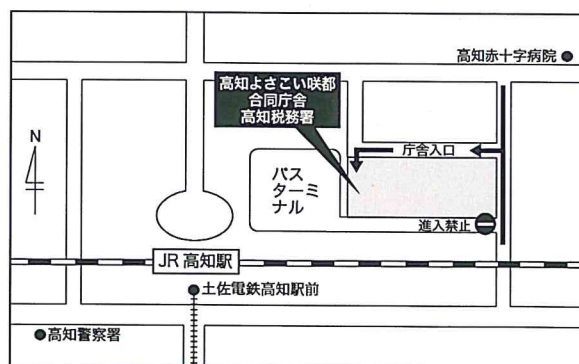 高知赤十字病院
高知よさこい咲都
合同庁舎
高知税務署
N
庁舎入口
バス
ターミ
ナル
進入禁止
JR 高知駅
土佐電鉄高知駅前
高知警察署